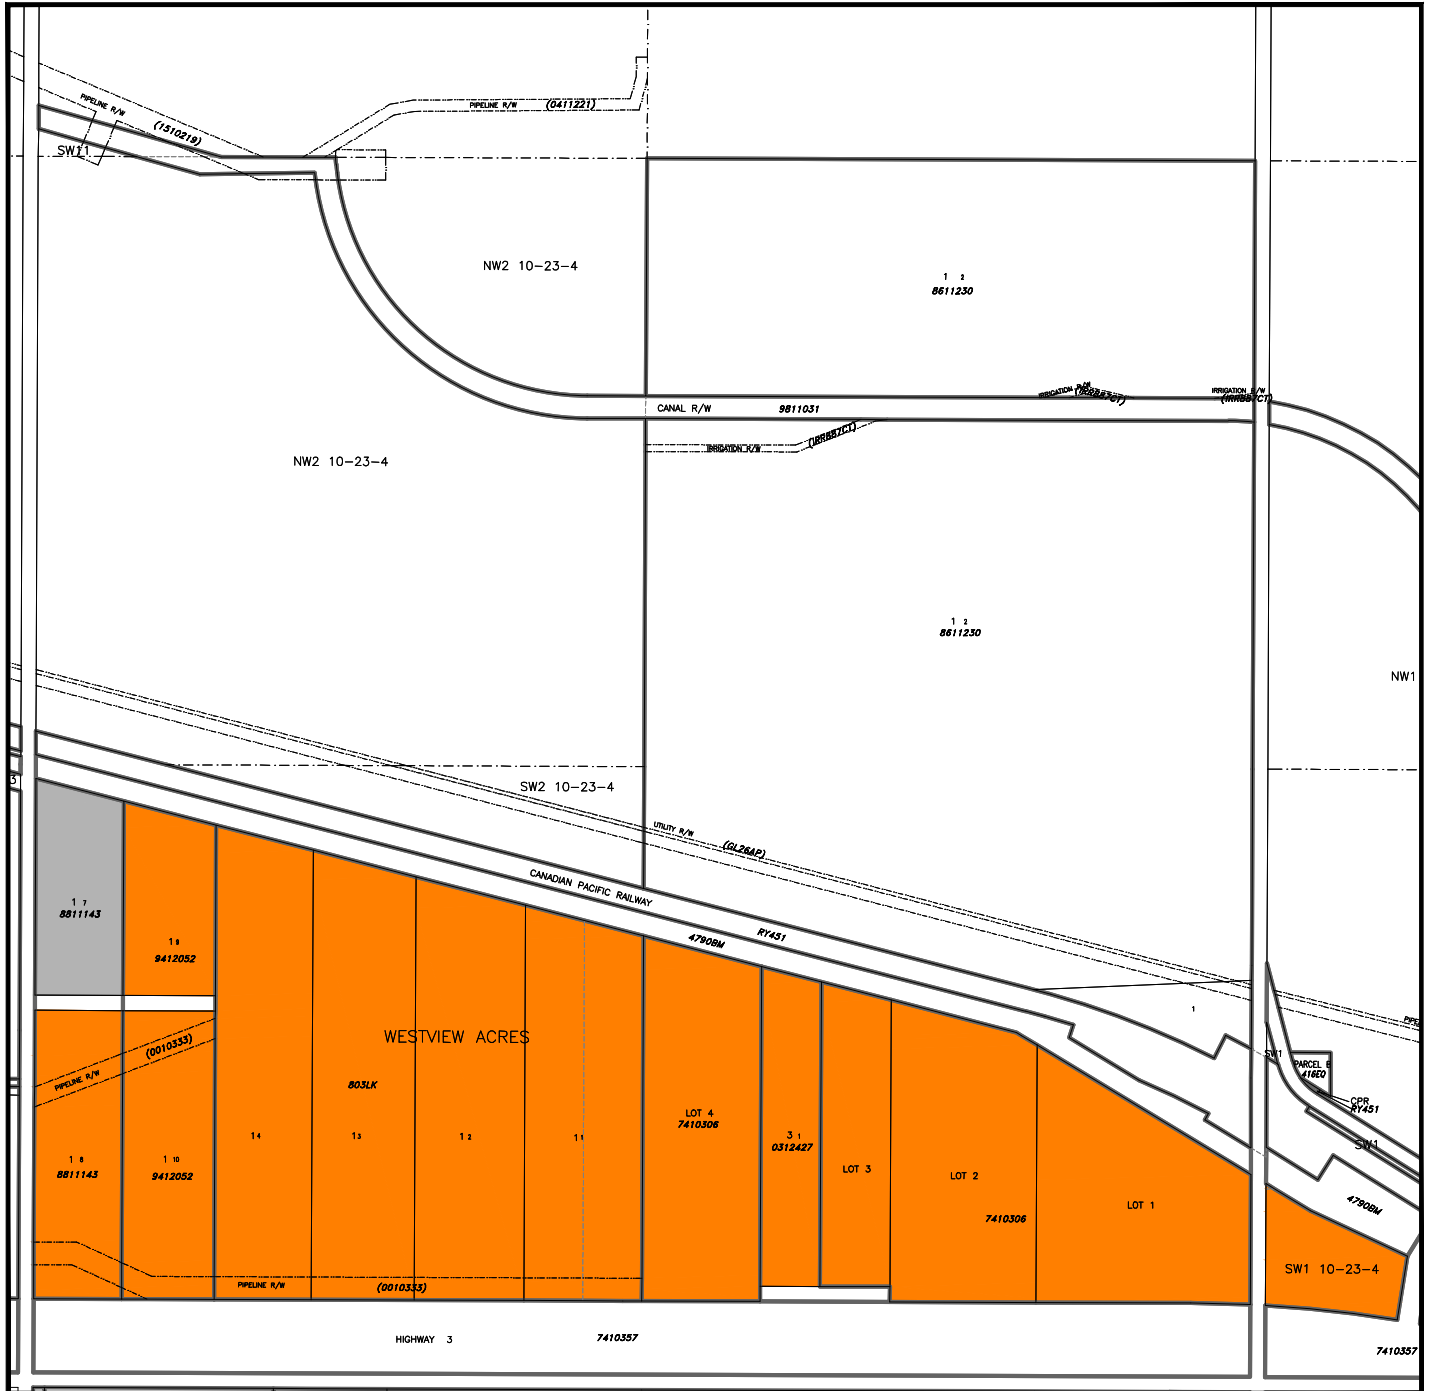 PIPELINE R/W
(1510219)
PIPELINE R/W (0411221)
SW11
NW2 10-23-4
1 2
8611230
IRRIGATION R/W
(IRR887CT)
IRRIGATION R/W
(IRR887CT)
CANAL R/W 9811031
IRRIGATION R/W
(IRR887CT)
NW2 10-23-4
1 2
8611230
NW1
3
SW2 10-23-4
UTILITY R/W
(GL26AP)
CANADIAN PACIFIC RAILWAY
RY451
4790BM
1 7
8811143
1 9
9412052
1
WESTVIEW ACRES
(0010333)
PIPELINE R/W
803LK
SW1
PARCEL B
416EQ
CPR
RY451
SW1
LOT 4
7410306
1 4
1 3
1 2
1 1
3 1
0312427
1 8
8811143
1 10
9412052
LOT 3
LOT 2
LOT 1
7410306
4790BM
SW1 10-23-4
PIPELINE R/W
(0010333)
HIGHWAY 3
7410357
7410357